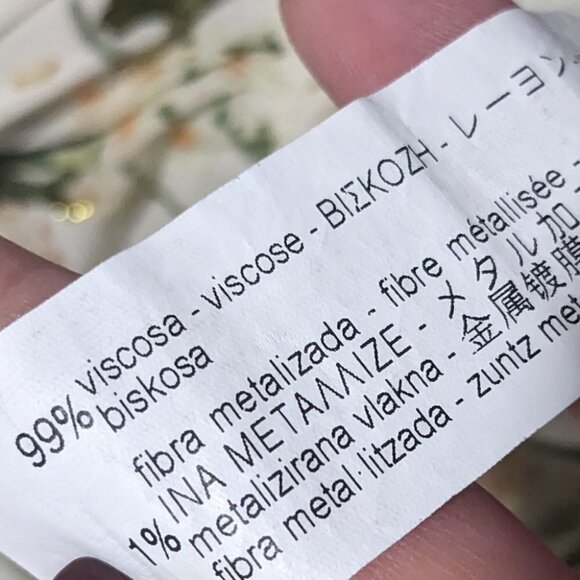 99% viscosa - viscose - ΒΙΣΚΟΖΗ - レーヨン
biskosa
fibra metalizada - fibre métallisée -
ΙΝΑ ΜΕΤΑΛΛΙΖΕ - メタル加
1% metalizirana vlakna - 金属镀膜
fibra metal·litzada - zuntz met